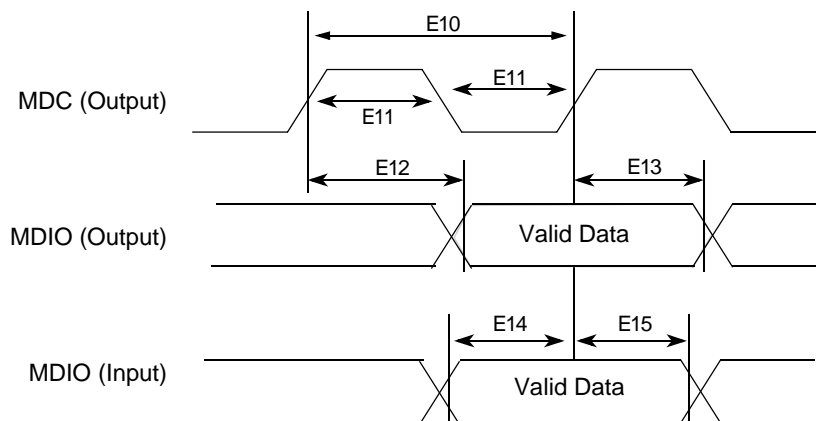 E10
MDC (Output)
E11
E11
E12
E13
MDIO (Output)
Valid Data
E14
E15
MDIO (Input)
Valid Data